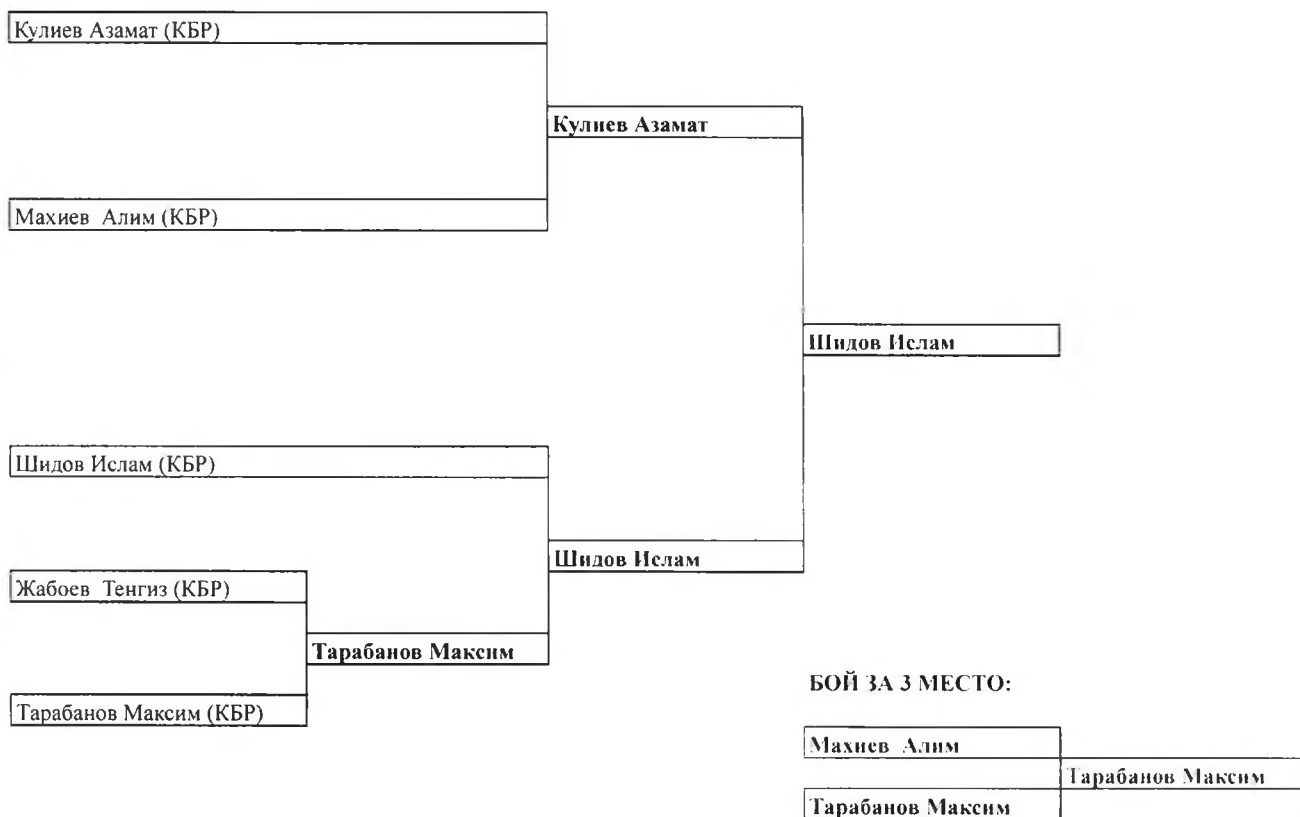 Кулиев Азамат (КБР)
Кулиев Азамат
Махиев Алим (КБР)
Шидов Ислам
Шидов Ислам (КБР)
Шидов Ислам
Жабоев Тенгиз (КБР)
Тарабанов Максим
Тарабанов Максим (КБР)
БОЙ ЗА 3 МЕСТО:
Махиев Алим
Тарабанов Максим
Тарабанов Максим